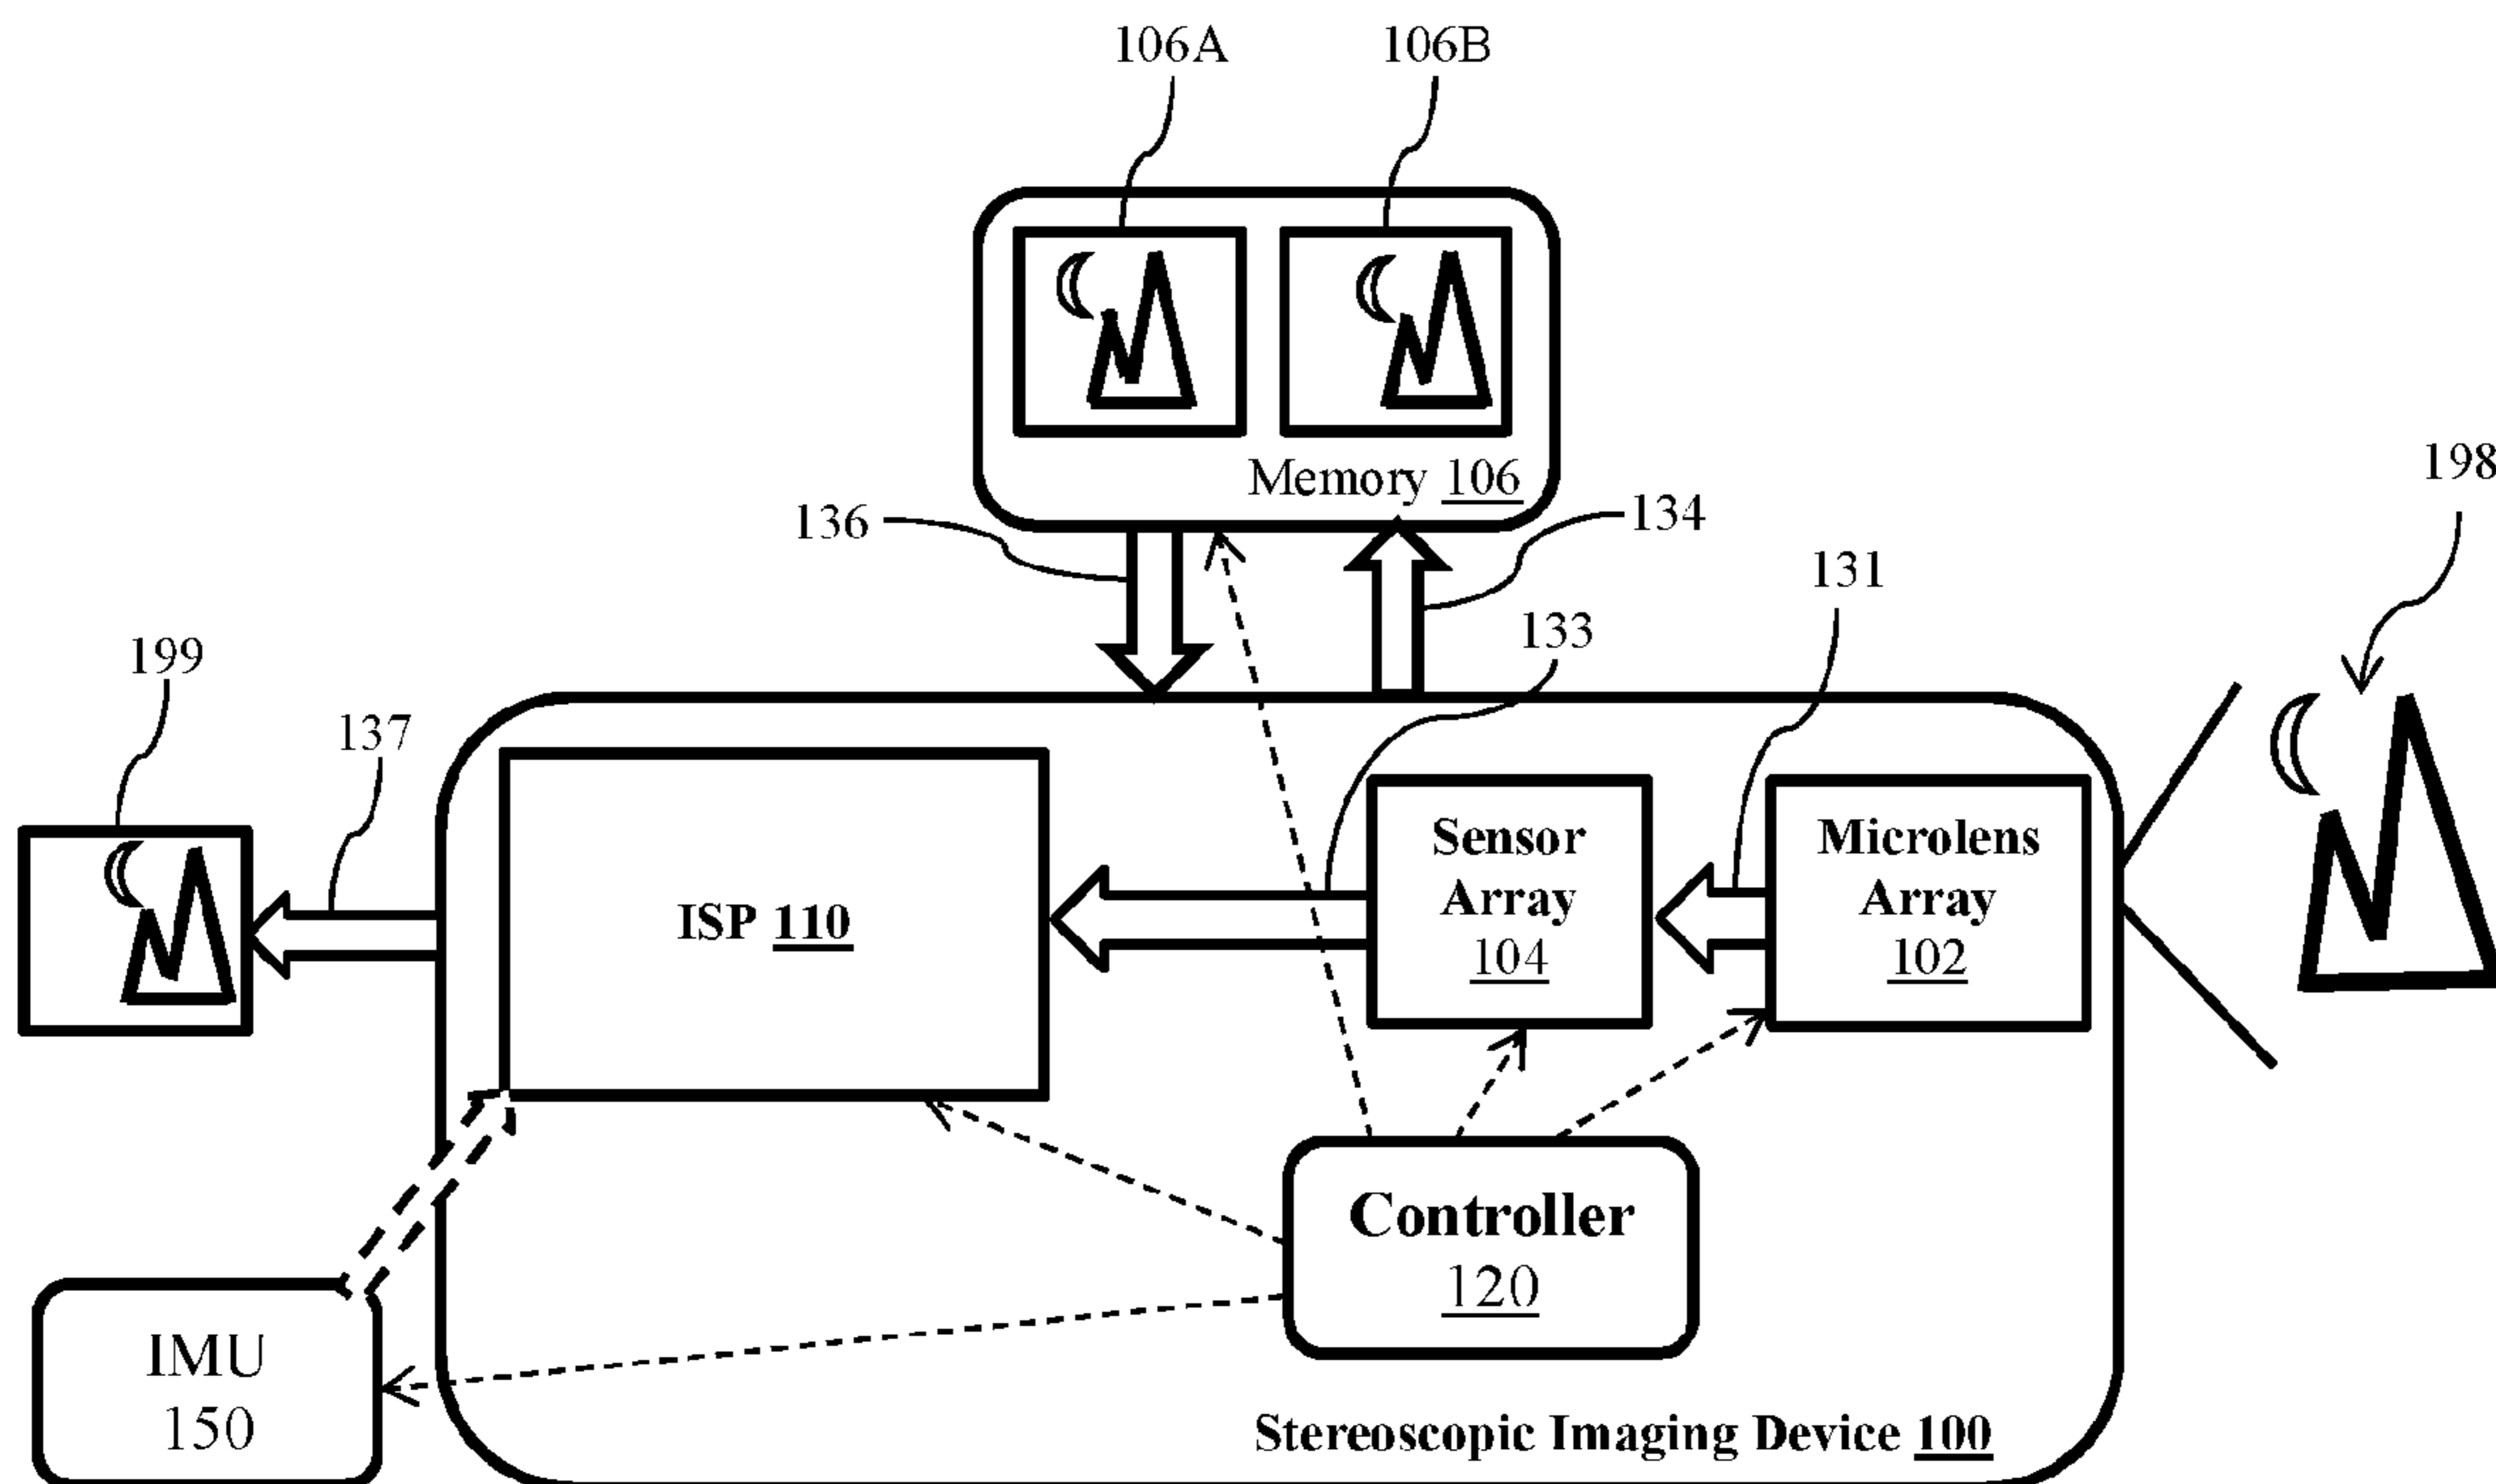 106A
106B
Memory 106
136
134
198
131
133
199
137
Sensor
Array
104
Microlens
Array
102
ISP 110
Controller
120
IMU
150
Stereoscopic Imaging Device 100